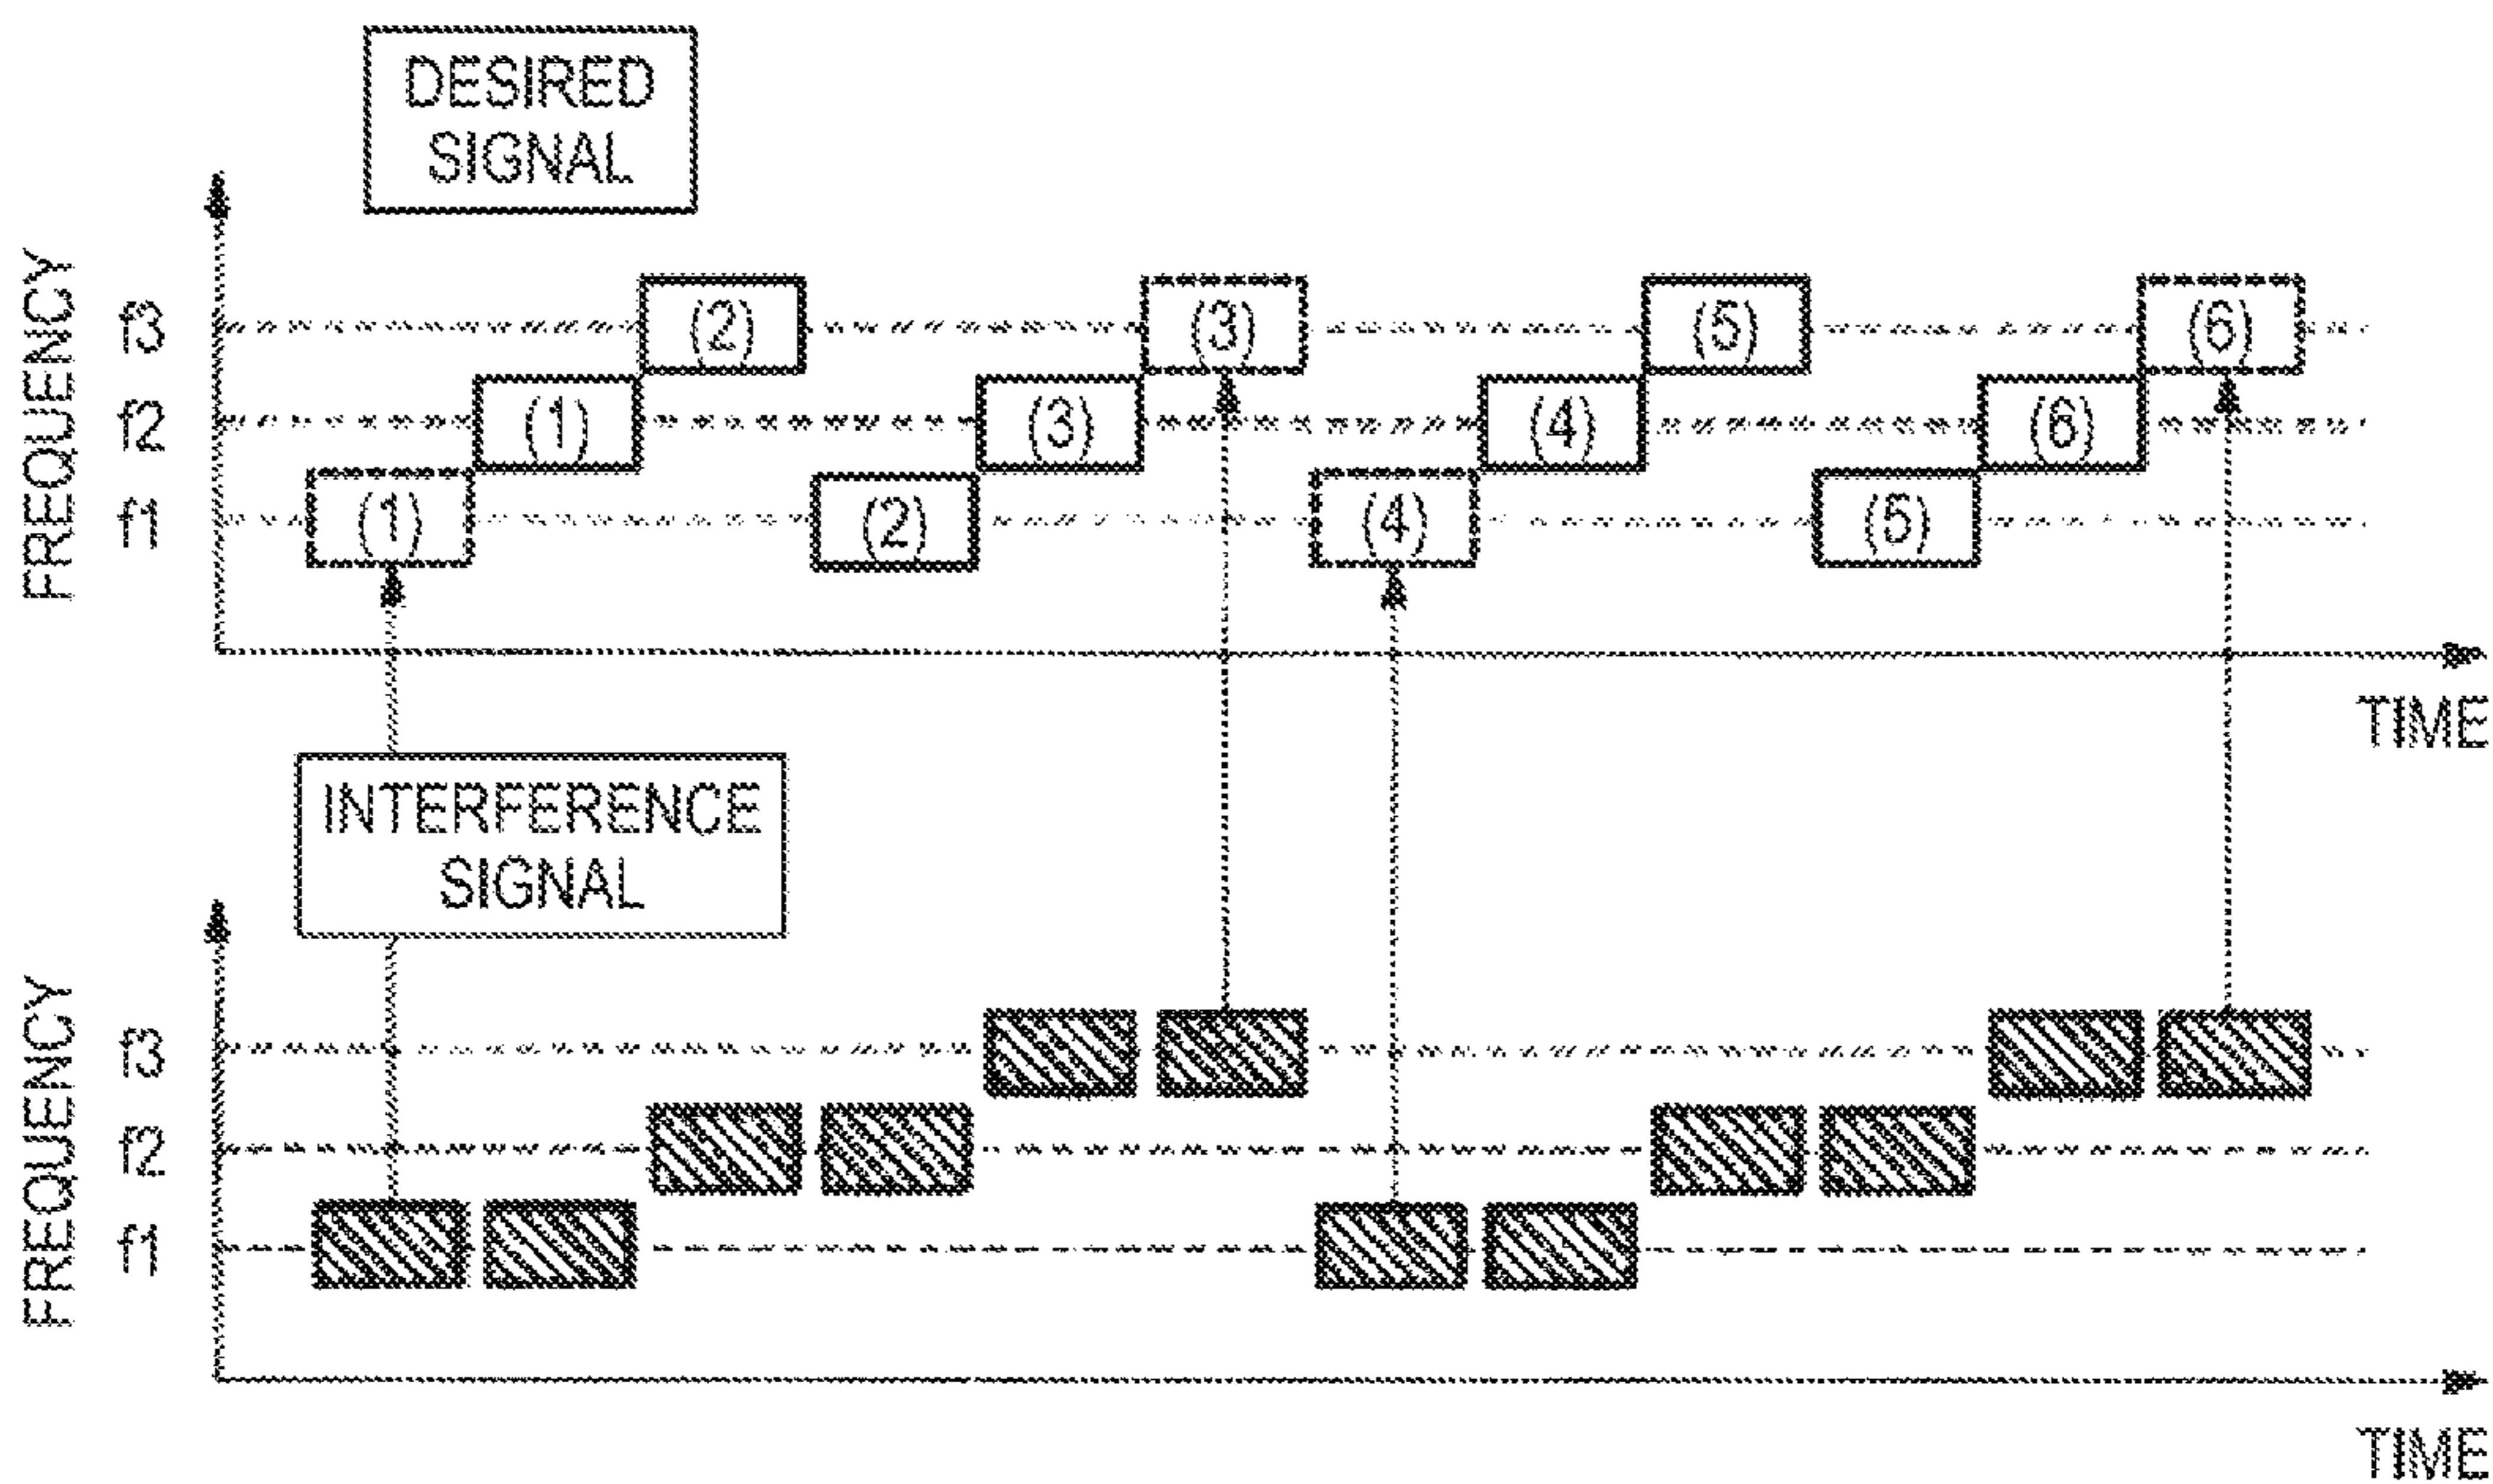 DESIRED
SIGNAL
FREQUENCY
f3
(2)
(3)
(5)
(6)
f2
(1)
(3)
(4)
(6)
f1
(1)
(2)
(4)
(5)
TIME
INTERFERENCE
SIGNAL
FREQUENCY
f3
f2
f1
TIME